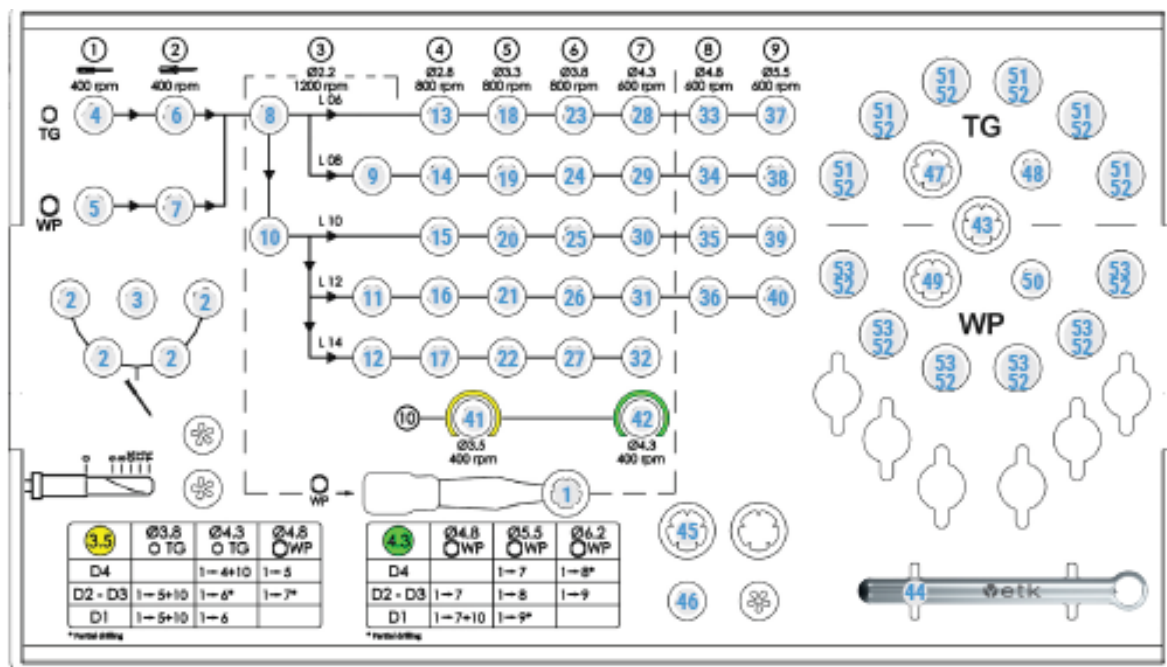 1 2 3 4 5 6 7 8 9
400 rpm 400 rpm Ø2.2 Ø2.8 Ø3.3 Ø3.8 Ø4.3 Ø4.8 Ø5.5
1200 rpm 800 rpm 800 rpm 800 rpm 600 rpm 600 rpm 600 rpm
TG 4 6 8 L 06 13 18 23 28 33 37
L 08 9 14 19 24 29 34 38
WP 5 7 10 L 10 15 20 25 30 35 39
L 12 11 16 21 26 31 36 40
L 14 12 17 22 27 32
2 3 2
2 2
10 41 42
Ø3.5 Ø4.3
400 rpm 400 rpm
WP 1
51 52 51 52
51 52 TG 51 52
51 52 47 48 51 52
43
53 52 49 50 53 52
53 52 WP 53 52
53 52 53 52
45
46
44 etk
3.5 Ø3.8 Ø4.3 Ø4.8
TG TG WP
D4 1→4+10 1→5
D2 - D3 1→5+10 1→6* 1→7*
D1 1→5+10 1→6
* Partial drilling
4.3 Ø4.8 Ø5.5 Ø6.2
WP WP WP
D4 1→7 1→8*
D2 - D3 1→7 1→8 1→9
D1 1→7+10 1→9*
* Partial drilling